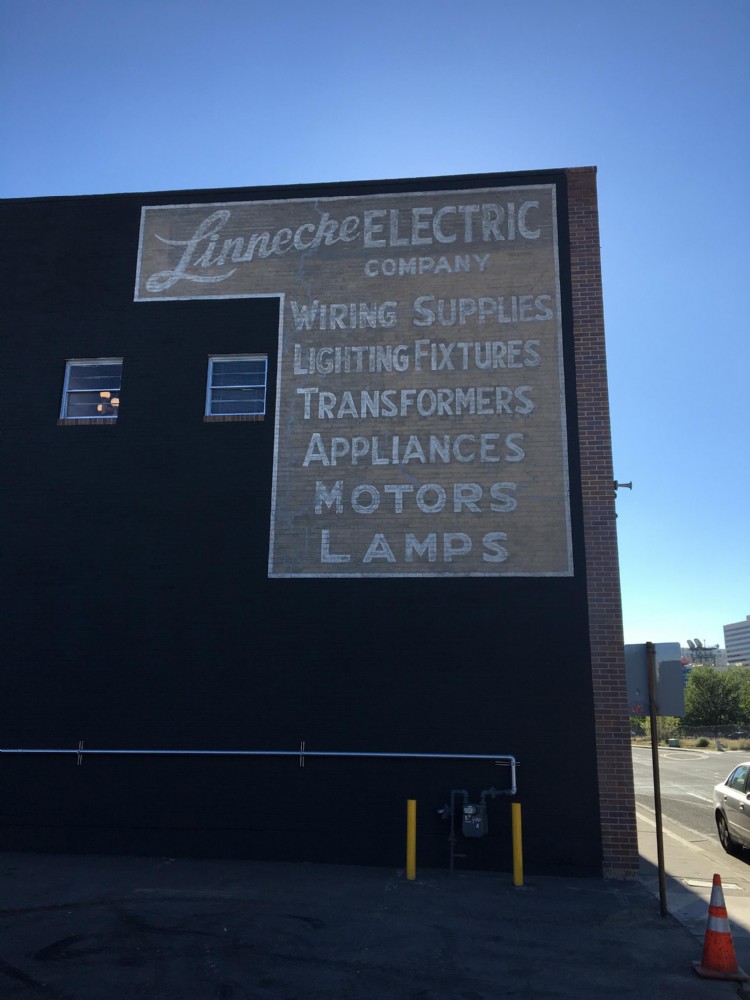 Linnecke ELECTRIC
COMPANY
WIRING SUPPLIES
LIGHTING FIXTURES
TRANSFORMERS
APPLIANCES
MOTORS
LAMPS